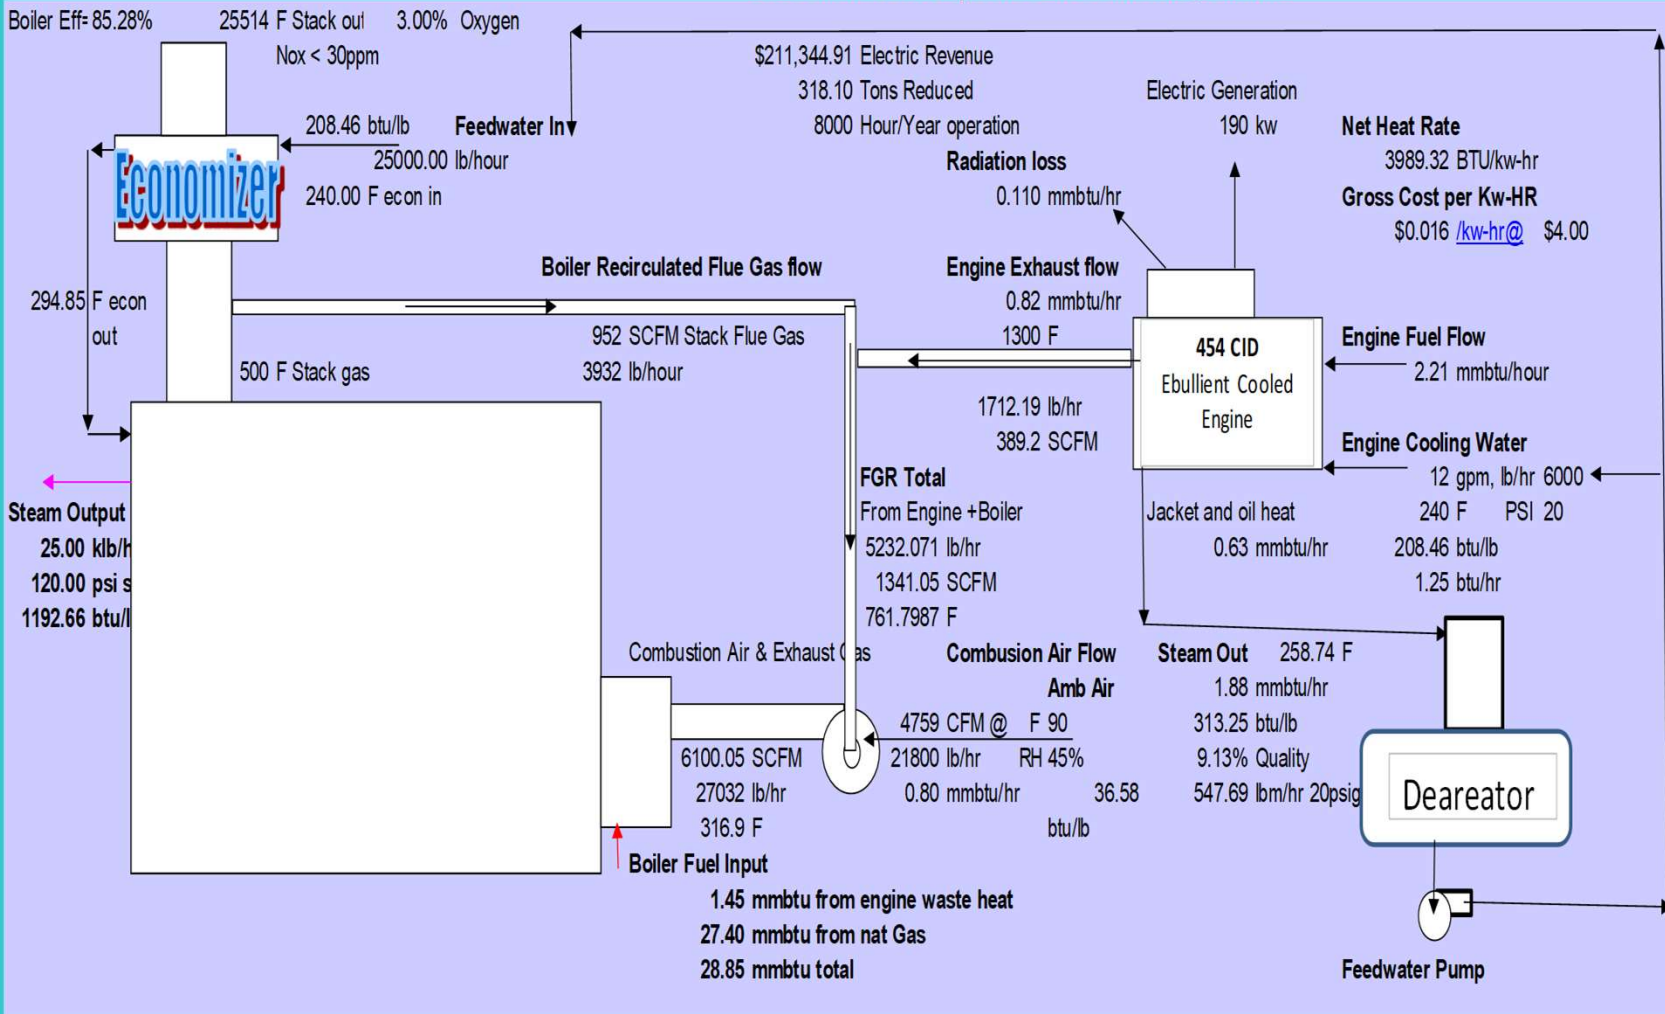 Boiler Eff= 85.28% 25514 F Stack out 3.00% Oxygen
Nox < 30ppm
$211,344.91 Electric Revenue
318.10 Tons Reduced
8000 Hour/Year operation
Electric Generation
190 kw
Net Heat Rate
3989.32 BTU/kw-hr
Gross Cost per Kw-HR
$0.016 /kw-hr@ $4.00
208.46 btu/lb Feedwater In
25000.00 lb/hour
240.00 F econ in
Economizer
Radiation loss
0.110 mmbtu/hr
294.85 F econ
out
Boiler Recirculated Flue Gas flow
952 SCFM Stack Flue Gas
3932 lb/hour
500 F Stack gas
Engine Exhaust flow
0.82 mmbtu/hr
1300 F
1712.19 lb/hr
389.2 SCFM
454 CID
Ebullient Cooled
Engine
Engine Fuel Flow
2.21 mmbtu/hour
Engine Cooling Water
12 gpm, lb/hr 6000
240 F PSI 20
208.46 btu/lb
1.25 btu/hr
Jacket and oil heat
0.63 mmbtu/hr
FGR Total
From Engine +Boiler
5232.071 lb/hr
1341.05 SCFM
761.7987 F
Steam Output
25.00 klb/h
120.00 psi s
1192.66 btu/l
Combustion Air & Exhaust Gas
6100.05 SCFM
27032 lb/hr
316.9 F
Combusion Air Flow
Amb Air
4759 CFM @ F 90
21800 lb/hr RH 45%
0.80 mmbtu/hr 36.58
btu/lb
Steam Out 258.74 F
1.88 mmbtu/hr
313.25 btu/lb
9.13% Quality
547.69 lbm/hr 20psig
Deareator
Feedwater Pump
Boiler Fuel Input
1.45 mmbtu from engine waste heat
27.40 mmbtu from nat Gas
28.85 mmbtu total